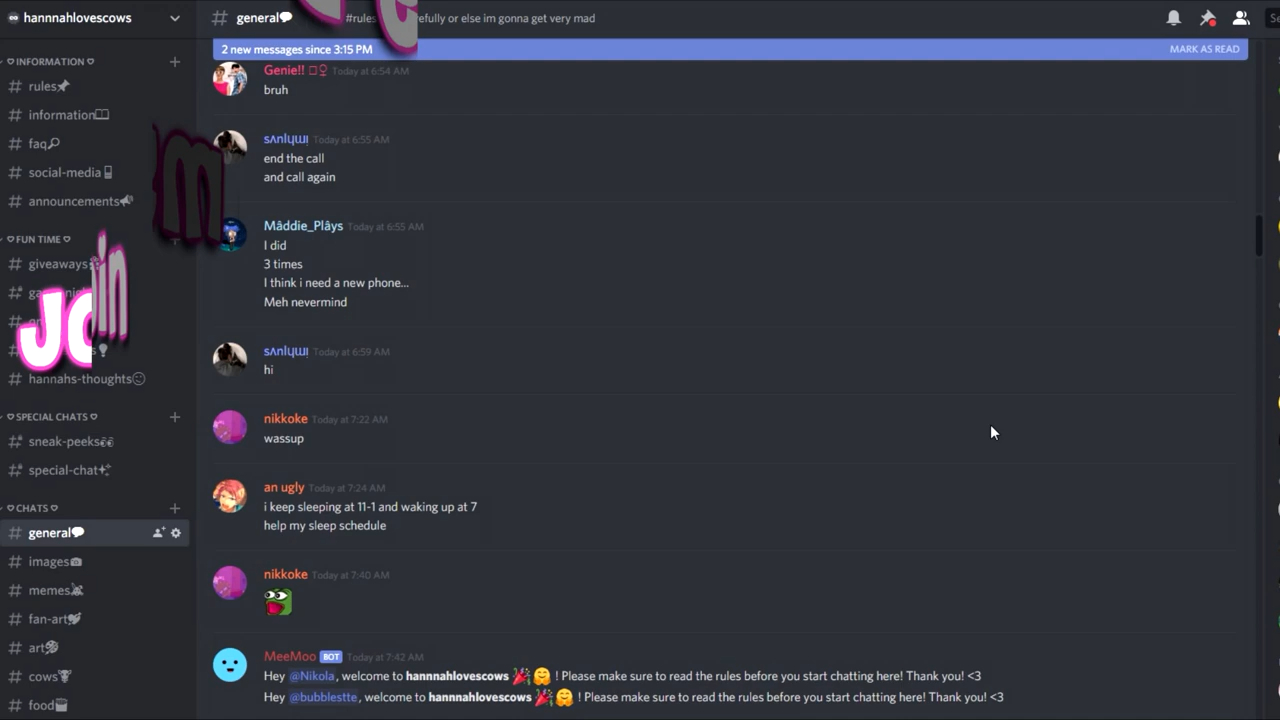 hannnahlovescows
general
#rules
efully or else im gonna get very mad
2 new messages since 3:15 PM
MARK AS READ
INFORMATION
rules
information
faq
social-media
announcements
FUN TIME
giveaways
hannahs-thoughts
SPECIAL CHATS
sneak-peeks
special-chat
CHATS
general
images
memes
fan-art
art
cows
food
Join
m
Genie!! Today at 6:54 AM
bruh
Today at 6:55 AM
end the call
and call again
Mâddie_Plâys Today at 6:55 AM
I did
3 times
I think i need a new phone...
Meh nevermind
Today at 6:59 AM
hi
nikkoke Today at 7:22 AM
wassup
an ugly Today at 7:24 AM
i keep sleeping at 11-1 and waking up at 7
help my sleep schedule
nikkoke Today at 7:40 AM
MeeMoo BOT Today at 7:42 AM
Hey @Nikola, welcome to hannnahlovescows ! Please make sure to read the rules before you start chatting here! Thank you! <3
Hey @bubblestte, welcome to hannnahlovescows ! Please make sure to read the rules before you start chatting here! Thank you! <3